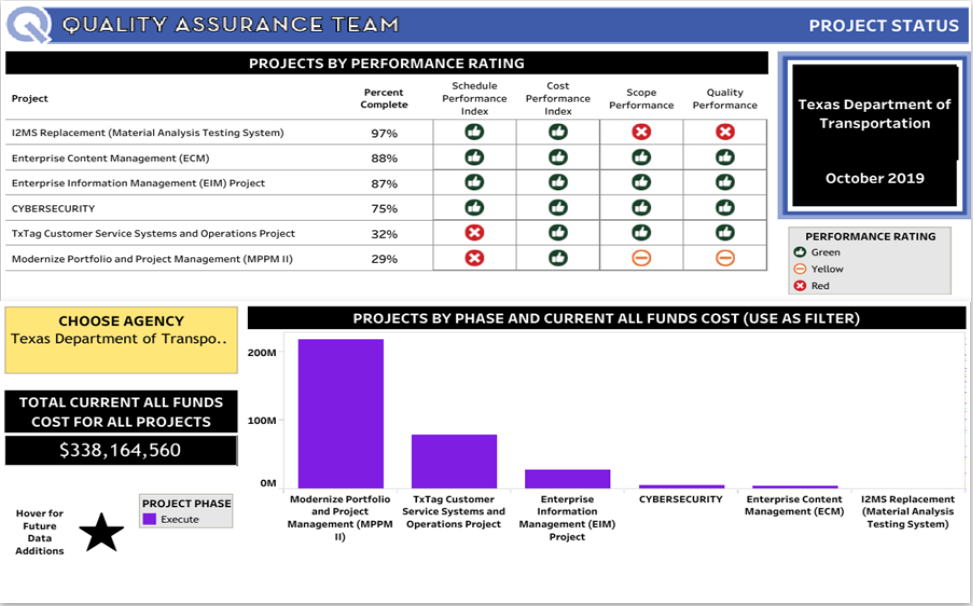 QUALITY ASSURANCE TEAM
PROJECT STATUS
PROJECTS BY PERFORMANCE RATING
Project
Percent
Complete
Schedule
Performance
Index
Cost
Performance
Index
Scope
Performance
Quality
Performance
I2MS Replacement (Material Analysis Testing System) 97%
Enterprise Content Management (ECM) 88%
Enterprise Information Management (EIM) Project 87%
CYBERSECURITY 75%
TxTag Customer Service Systems and Operations Project 32%
Modernize Portfolio and Project Management (MPPM II) 29%
Texas Department of
Transportation
October 2019
PERFORMANCE RATING
Green
Yellow
Red
CHOOSE AGENCY
Texas Department of Transpo..
TOTAL CURRENT ALL FUNDS
COST FOR ALL PROJECTS
$338,164,560
Hover for
Future
Data
Additions
PROJECT PHASE
Execute
PROJECTS BY PHASE AND CURRENT ALL FUNDS COST (USE AS FILTER)
200M
100M
0M
Modernize Portfolio
and Project
Management (MPPM
II)
TxTag Customer
Service Systems and
Operations Project
Enterprise
Information
Management (EIM)
Project
CYBERSECURITY
Enterprise Content
Management (ECM)
I2MS Replacement
(Material Analysis
Testing System)